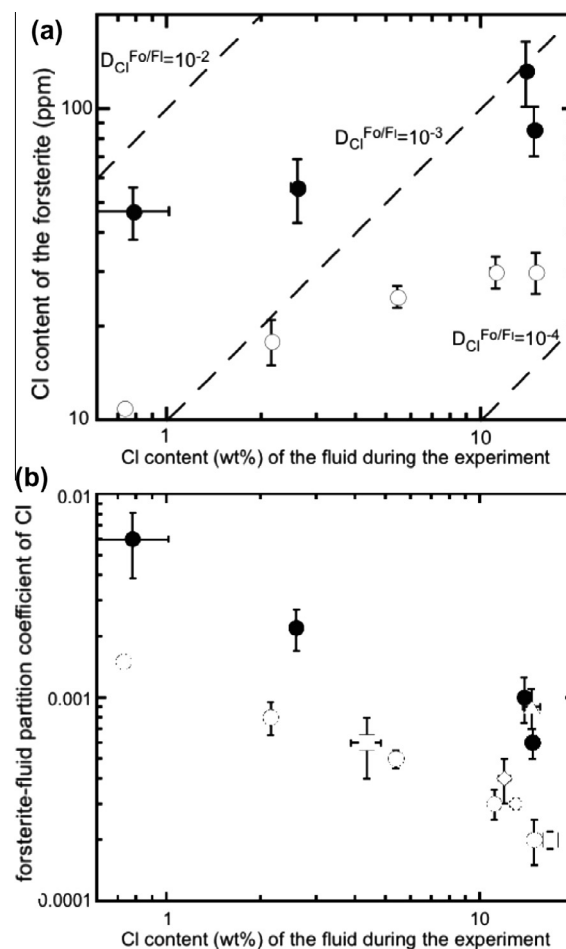 (a)
D_Cl^Fo/Fl=10^-2
100
D_Cl^Fo/Fl=10^-3
Cl content of the forsterite (ppm)
D_Cl^Fo/Fl=10^-4
10
1
10
Cl content (wt%) of the fluid during the experiment
(b)
0.01
forsterite-fluid partition coefficient of Cl
0.001
0.0001
1
10
Cl content (wt%) of the fluid during the experiment